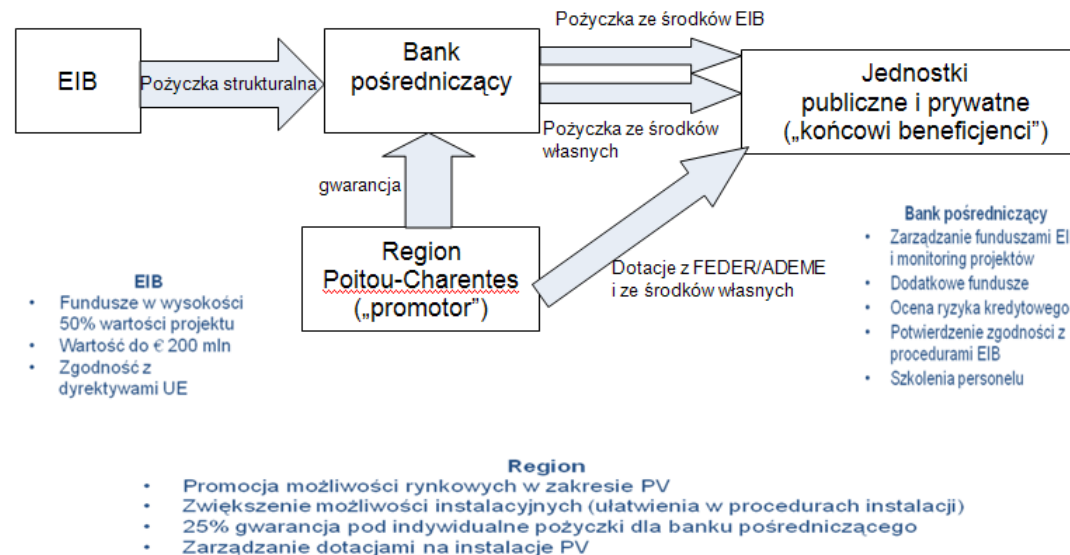 Pożyczka ze środków EIB
EIB
Pożyczka strukturalna
Bank
pośredniczący
Jednostki
publiczne i prywatne
(„końcowi beneficjenci”)
Pożyczka ze środków
własnych
gwarancja
Region
Poitou-Charentes
(„promotor”)
Dotacje z FEDER/ADEME
i ze środków własnych
EIB
• Fundusze w wysokości
50% wartości projektu
• Wartość do € 200 mln
• Zgodność z
dyrektywami UE
Bank pośredniczący
• Zarządzanie funduszami EI
i monitoring projektów
• Dodatkowe fundusze
• Ocena ryzyka kredytowego
• Potwierdzenie zgodności z
procedurami EIB
• Szkolenia personelu
Region
• Promocja możliwości rynkowych w zakresie PV
• Zwiększenie możliwości instalacyjnych (ułatwienia w procedurach instalacji)
• 25% gwarancja pod indywidualne pożyczki dla banku pośredniczącego
• Zarządzanie dotacjami na instalacje PV